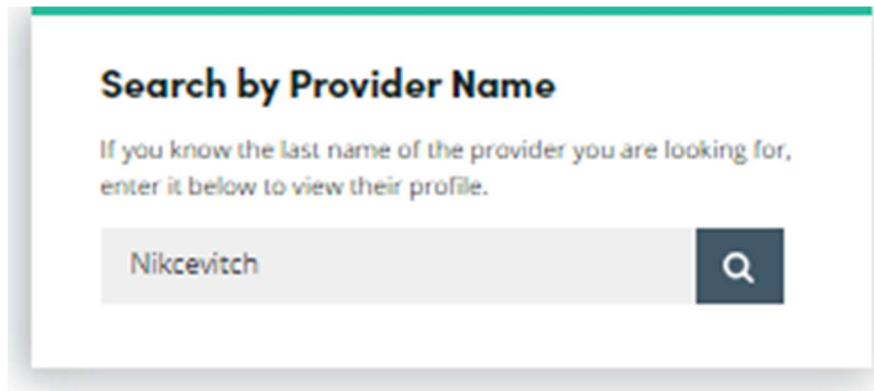 Search by Provider Name
If you know the last name of the provider you are looking for,
enter it below to view their profile.
Nikcevitch